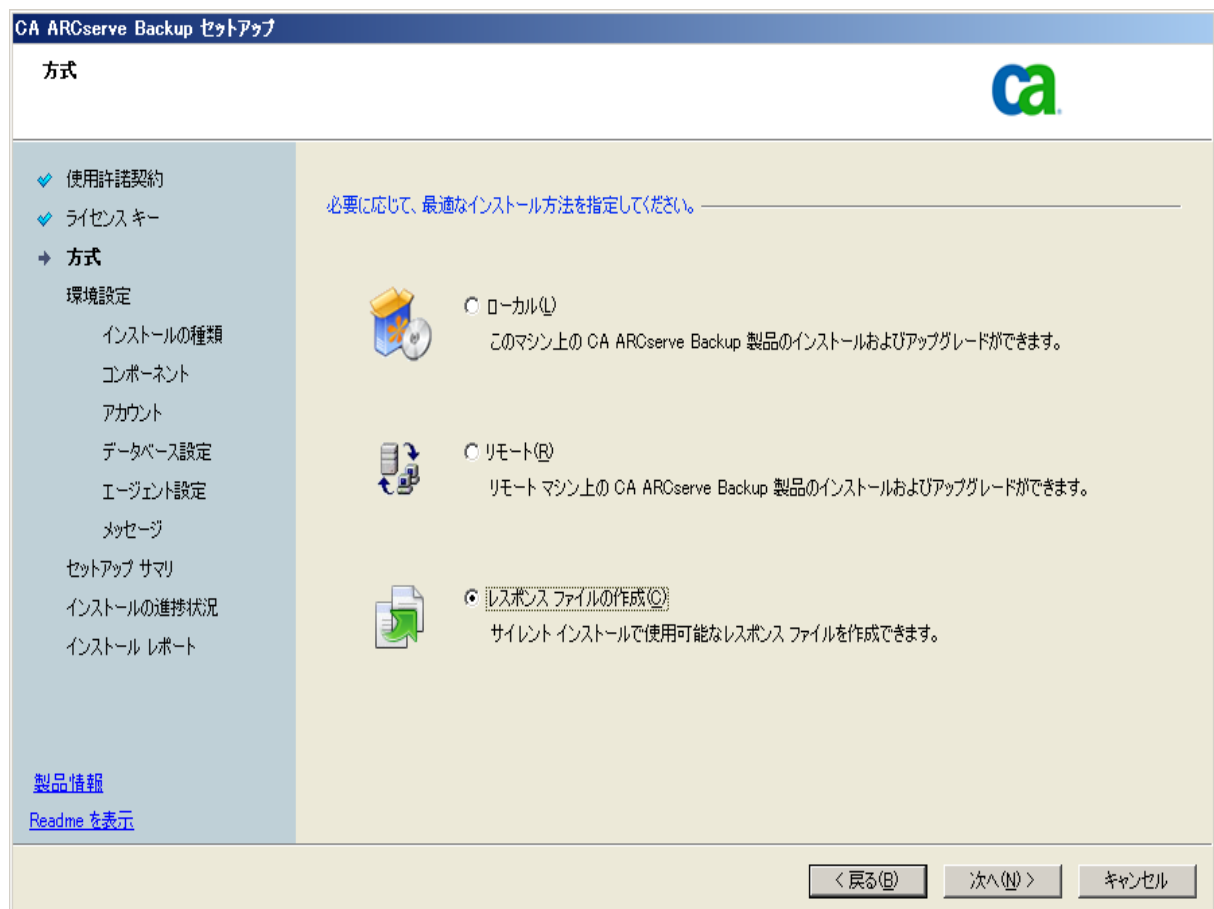 CA ARCserve Backup セットアップ
方式
ca
使用許諾契約
ライセンス キー
方式
環境設定
インストールの種類
コンポーネント
アカウント
データベース設定
エージェント設定
メッセージ
セットアップ サマリ
インストールの進捗状況
インストール レポート
製品情報
Readme を表示
必要に応じて、最適なインストール方法を指定してください。
ローカル(L)
このマシン上の CA ARCserve Backup 製品のインストールおよびアップグレードができます。
リモート(R)
リモート マシン上の CA ARCserve Backup 製品のインストールおよびアップグレードができます。
レスポンス ファイルの作成(C)
サイレント インストールで使用可能なレスポンス ファイルを作成できます。
< 戻る(B) 次へ(N) > キャンセル